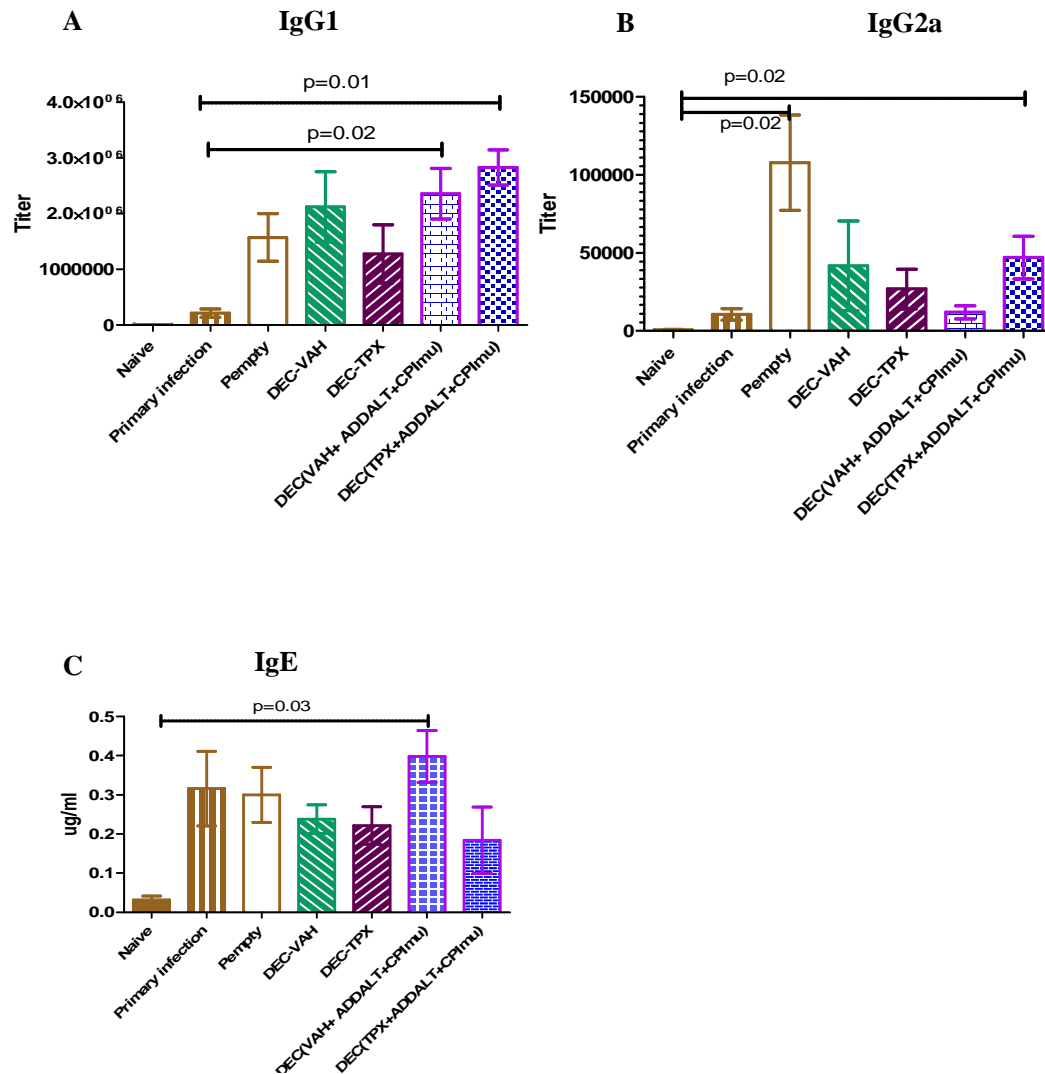 A
IgG1
p=0.01
p=0.02
4.0×10⁰⁶
3.0×10⁰⁶
2.0×10⁰⁶
1000000
0
Titer
Naive
Primary infection
Pempty
DEC-VAH
DEC-TPX
DEC(VAH+ ADDALT+CPImu)
DEC(TPX+ADDALT+CPImu)
B
IgG2a
p=0.02
p=0.02
150000
100000
50000
0
Titer
Naive
Primary infection
Pempty
DEC-VAH
DEC-TPX
DEC(VAH+ ADDALT+CPImu)
DEC(TPX+ADDALT+CPImu)
C
IgE
p=0.03
0.5
0.4
0.3
0.2
0.1
0.0
ug/ml
Naive
Primary infection
Pempty
DEC-VAH
DEC-TPX
DEC(VAH+ ADDALT+CPImu)
DEC(TPX+ADDALT+CPImu)